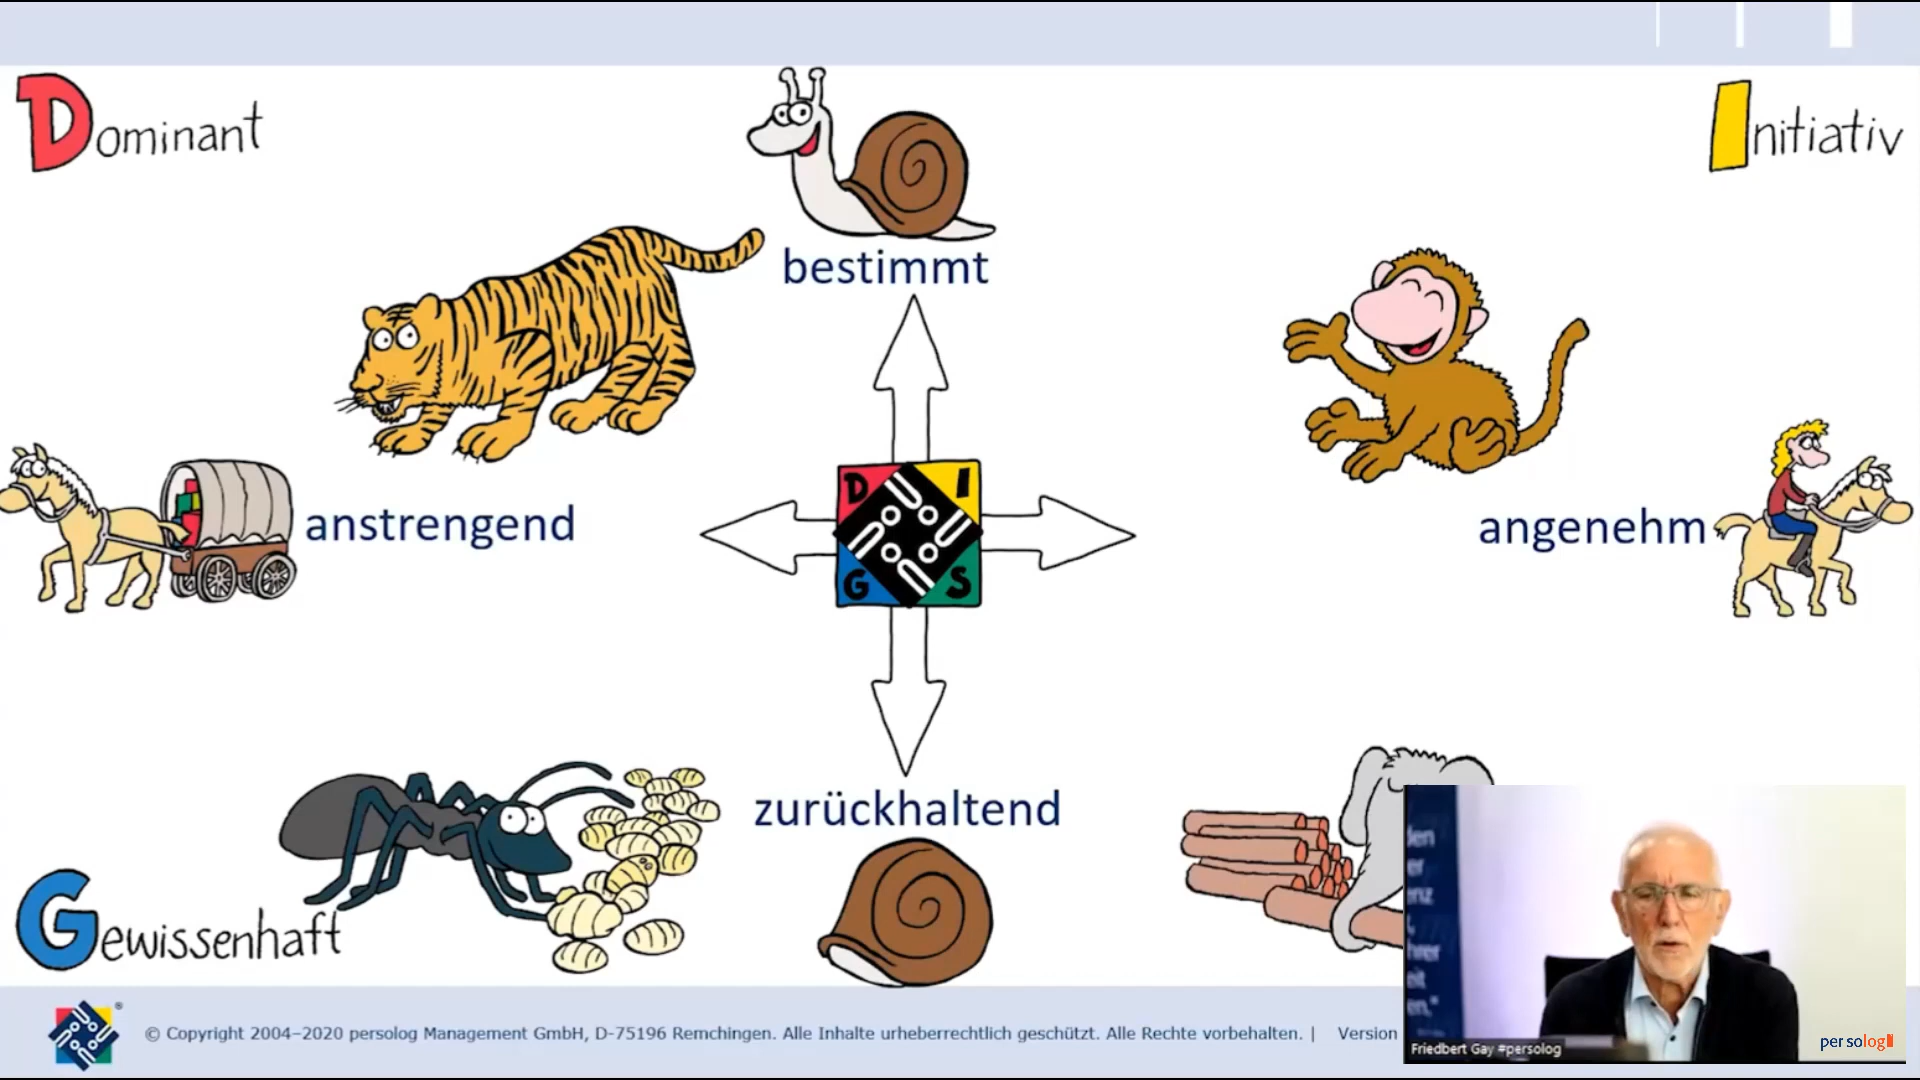 Dominant
Initiativ
bestimmt
anstrengend
angenehm
D I
G S
zurückhaltend
Gewissenhaft
© Copyright 2004–2020 persolog Management GmbH, D-75196 Remchingen. Alle Inhalte urheberrechtlich geschützt. Alle Rechte vorbehalten. | Version
Friedbert Gay #persolog
persolog